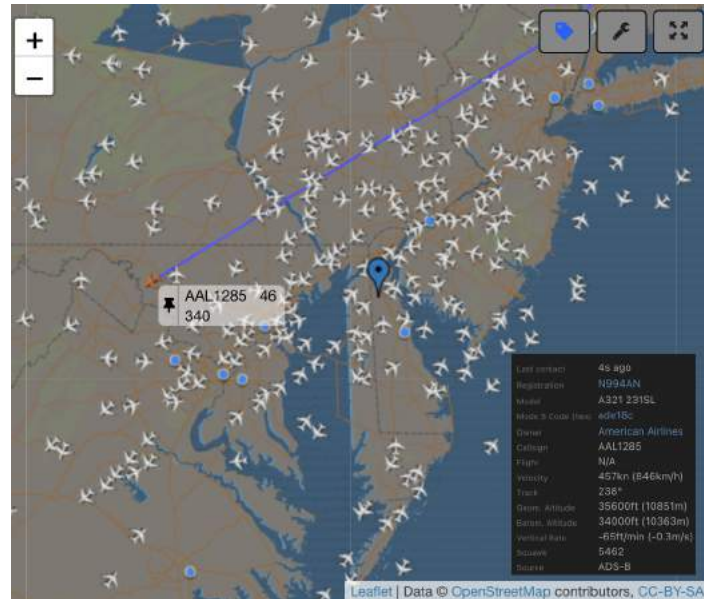 +
−
AAL1285 46
340
Last contact 4s ago
Registration N994AN
Model A321 231SL
Mode S Code (hex) ade18c
Owner American Airlines
Callsign AAL1285
Flight N/A
Velocity 457kn (846km/h)
Track 238°
Geom. Altitude 35600ft (10851m)
Barom. Altitude 34000ft (10363m)
Vertical Rate -65ft/min (-0.3m/s)
Squawk 5462
Source ADS-B
Leaflet | Data © OpenStreetMap contributors, CC-BY-SA